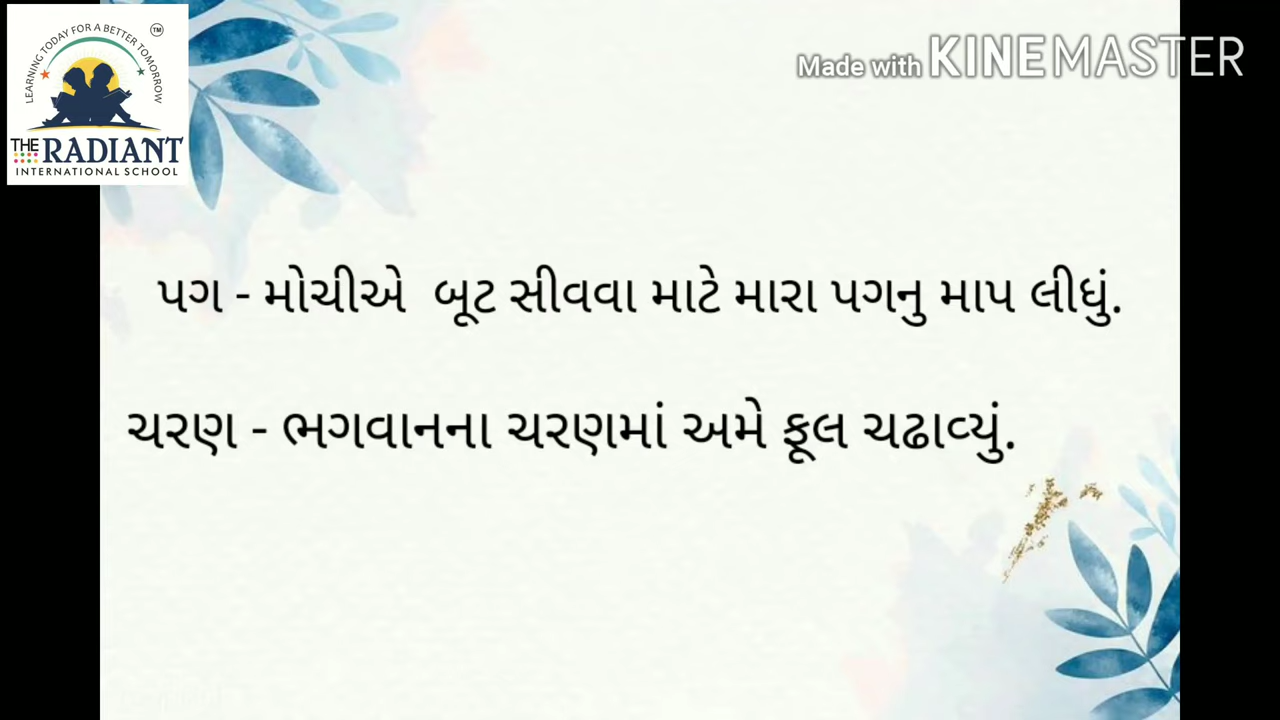 LEARNING TODAY FOR A BETTER TOMORROW
TM
THE RADIANT
INTERNATIONAL SCHOOL
Made with KINEMASTER
પગ - મોચીએ બૂટ સીવવા માટે મારા પગનુ માપ લીધું.
ચરણ - ભગવાનના ચરણમાં અમે ફૂલ ચઢાવ્યું.